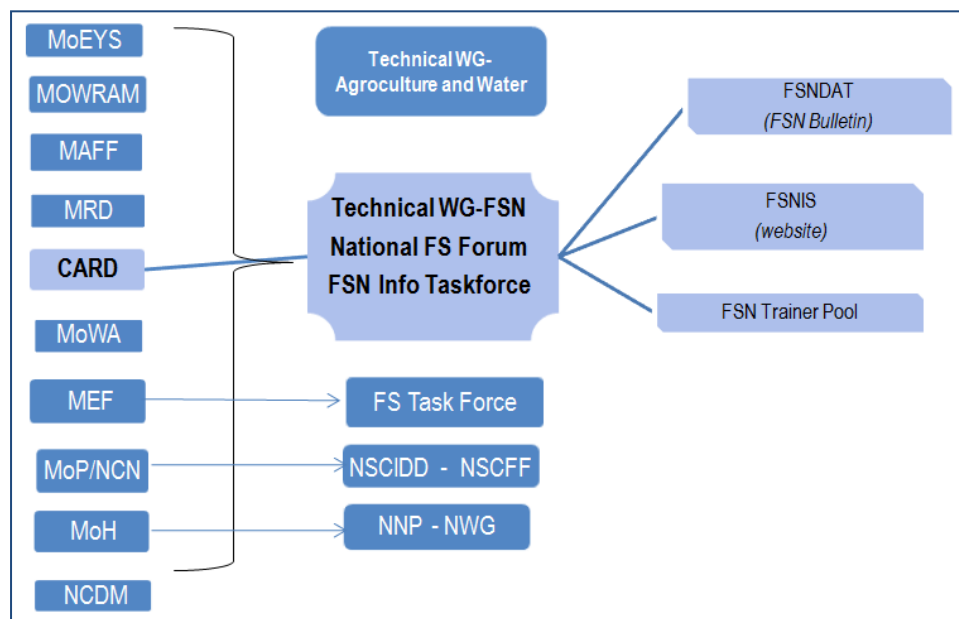 MoEYS
MOWRAM
MAFF
MRD
CARD
MoWA
MEF
MoP/NCN
MoH
NCDM
Technical WG-
Agroculture and Water
Technical WG-FSN
National FS Forum
FSN Info Taskforce
FS Task Force
NSCIDD - NSCFF
NNP - NWG
FSNDAT
(FSN Bulletin)
FSNIS
(website)
FSN Trainer Pool